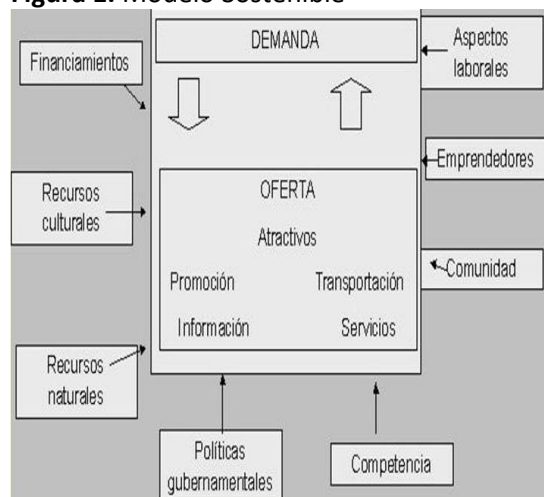 Figura Modelo Sostenible
DEMANDA
Aspectos
laborales
Financiamientos
Emprendedores
OFERTA
Recursos
culturales
Atractivos
Comunidad
Promoción
Transportación
Información
Servicios
Recursos
naturales
Políticas
gubernamentales
Competencia